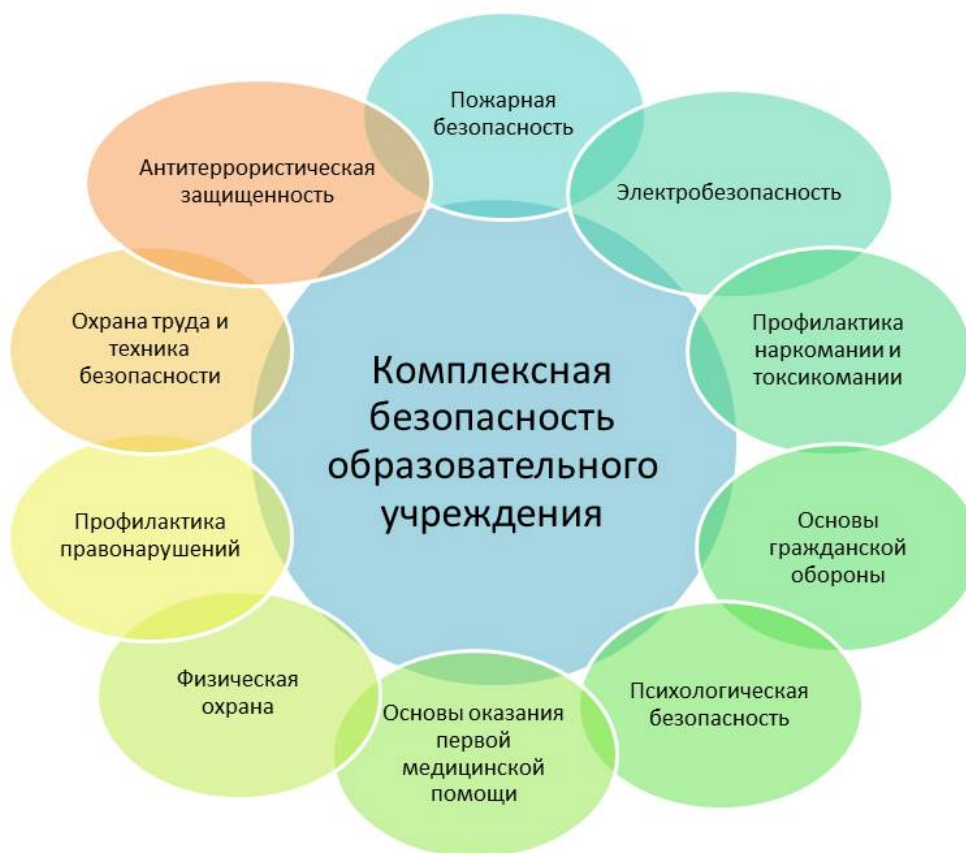 Пожарная
безопасность
Электробезопасность
Профилактика
наркомании и
токсикомании
Основы
гражданской
обороны
Психологическая
безопасность
Основы оказания
первой
медицинской
помощи
Физическая
охрана
Профилактика
правонарушений
Охрана труда и
техника
безопасности
Антитеррористическая
защищенность
Комплексная
безопасность
образовательного
учреждения